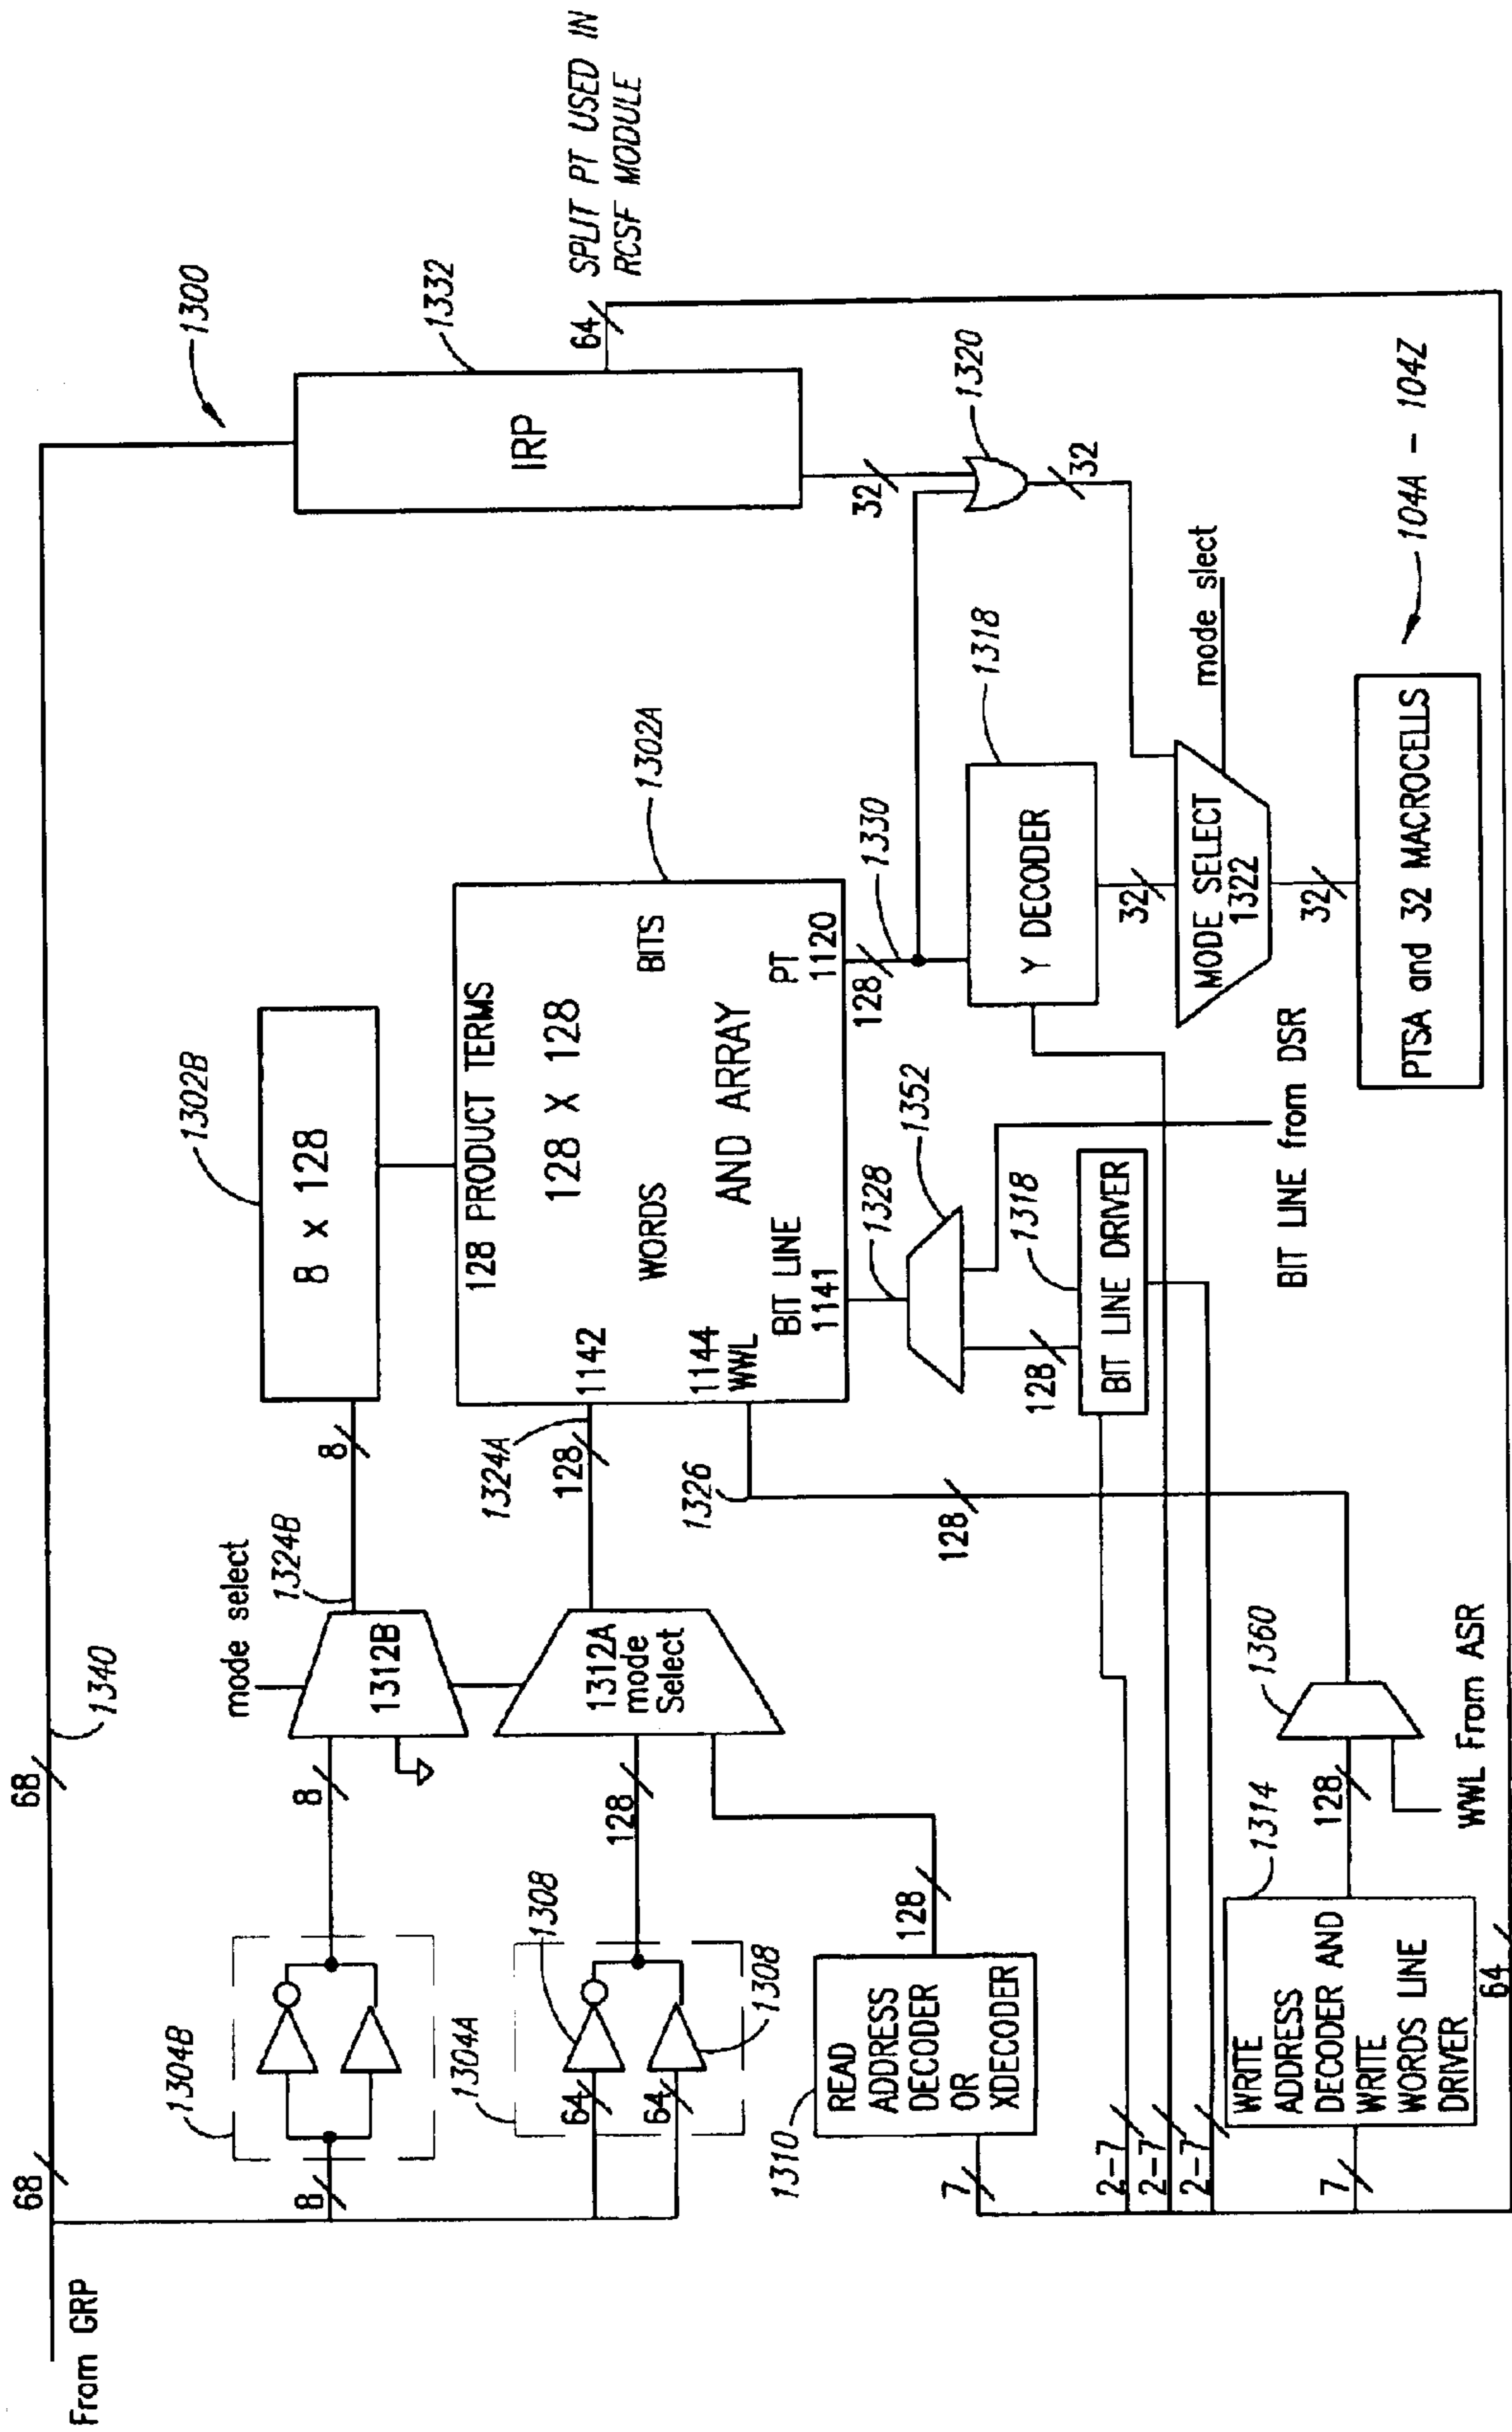 From GRP
68
68
1340
1300
IRP
1332
64
SPLIT PT USED IN
RCSF MODULE
1304B
8
8
mode select
1312B
1324B
8
8 x 128
1302B
1304A
64
64
1308
1308
128
1312A
mode
Select
1324A
128
1142
128 PRODUCT TERMS
128 X 128
WORDS
BITS
AND ARRAY
1144
WWL
BIT LINE
1141
PT
1120
1302A
1310
READ
ADDRESS
DECODER
OR
XDECODER
7
128
1326
128
1328
1352
128
1318
BIT LINE DRIVER
BIT LINE from DSR
128
1330
1318
Y DECODER
32
32
1320
32
MODE SELECT
1322
mode slect
32
PTSA and 32 MACROCELLS
104A - 104Z
2-7
2-7
2-7
7
WRITE
ADDRESS
DECODER AND
WRITE
WORDS LINE
DRIVER
1314
128
1360
WWL From ASR
64